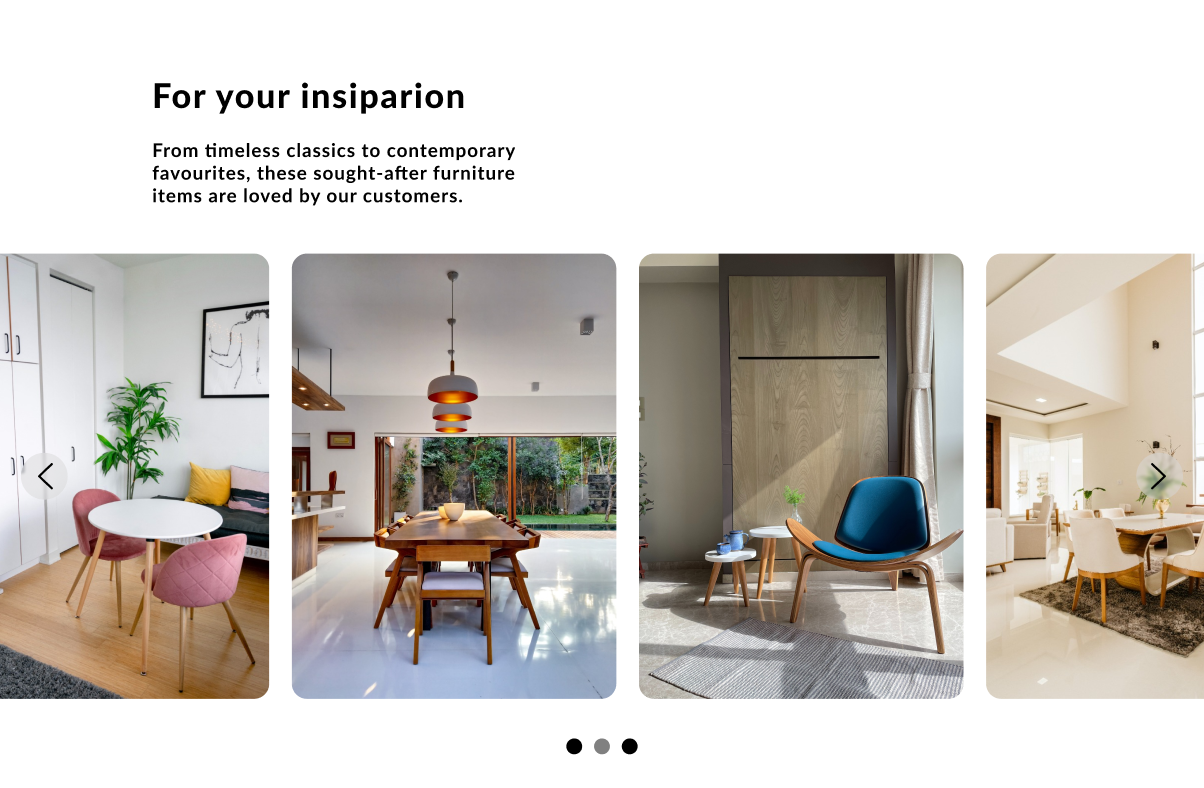 For your insiparion
From timeless classics to contemporary
favourites, these sought-after furniture
items are loved by our customers.